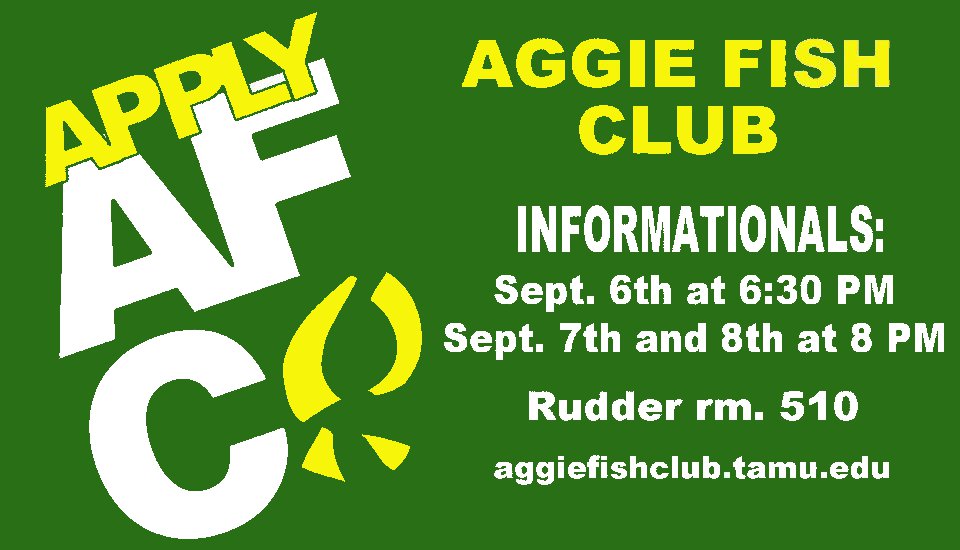 APPLY
AFC
AGGIE FISH
CLUB
INFORMATIONALS:
Sept. 6th at 6:30 PM
Sept. 7th and 8th at 8 PM
Rudder rm. 510
aggiefishclub.tamu.edu